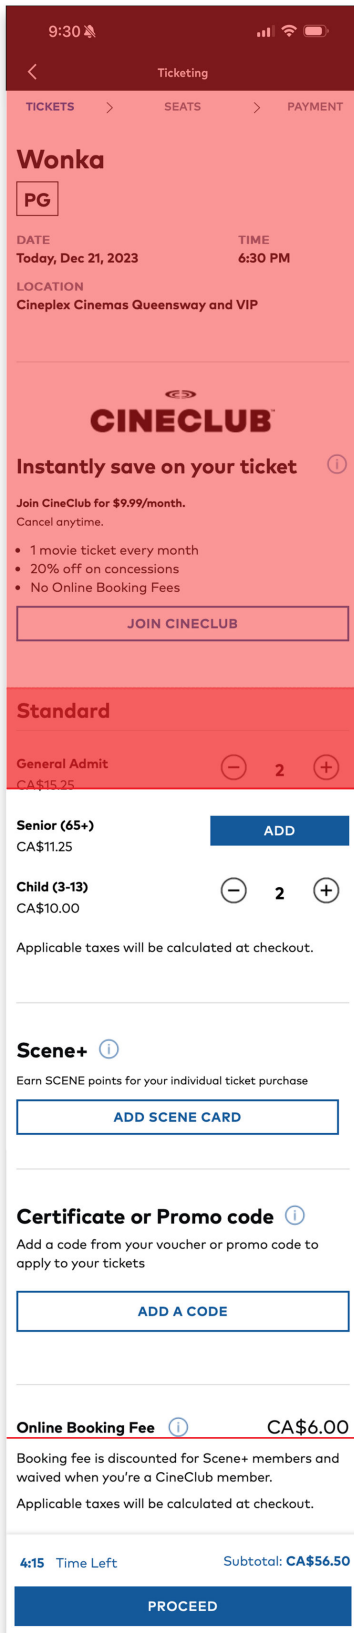 9:30
Ticketing
TICKETS > SEATS > PAYMENT
Wonka
PG
DATE TIME
Today, Dec 21, 2023 6:30 PM
LOCATION
Cineplex Cinemas Queensway and VIP
CINECLUB™
Instantly save on your ticket
Join CineClub for $9.99/month.
Cancel anytime.
• 1 movie ticket every month
• 20% off on concessions
• No Online Booking Fees
JOIN CINECLUB
Standard
General Admit 2
CA$15.25
Senior (65+) ADD
CA$11.25
Child (3-13) 2
CA$10.00
Applicable taxes will be calculated at checkout.
Scene+
Earn SCENE points for your individual ticket purchase
ADD SCENE CARD
Certificate or Promo code
Add a code from your voucher or promo code to
apply to your tickets
ADD A CODE
Online Booking Fee CA$6.00
Booking fee is discounted for Scene+ members and
waived when you're a CineClub member.
Applicable taxes will be calculated at checkout.
4:15 Time Left Subtotal: CA$56.50
PROCEED